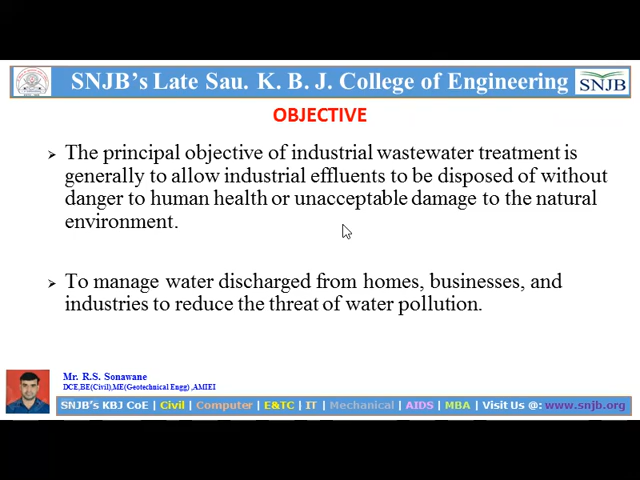 SNJB's Late Sau. K. B. J. College of Engineering
SNJB
OBJECTIVE
➢ The principal objective of industrial wastewater treatment is
generally to allow industrial effluents to be disposed of without
danger to human health or unacceptable damage to the natural
environment.
➢ To manage water discharged from homes, businesses, and
industries to reduce the threat of water pollution.
Mr. R.S. Sonawane
DCE,BE(Civil),ME(Geotechnical Engg) ,AMIEI
SNJB's KBJ CoE | Civil | Computer | E&TC | IT | Mechanical | AIDS | MBA | Visit Us @: www.snjb.org